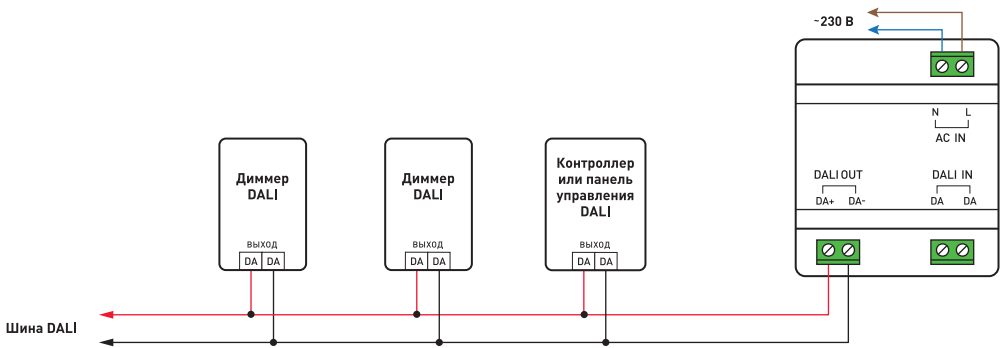 ~230 В
N L
AC IN
DALI OUT
DALI IN
DA+ DA-
DA DA
Диммер
DALI
выход
DA DA
Диммер
DALI
выход
DA DA
Контроллер
или панель
управления
DALI
выход
DA DA
Шина DALI